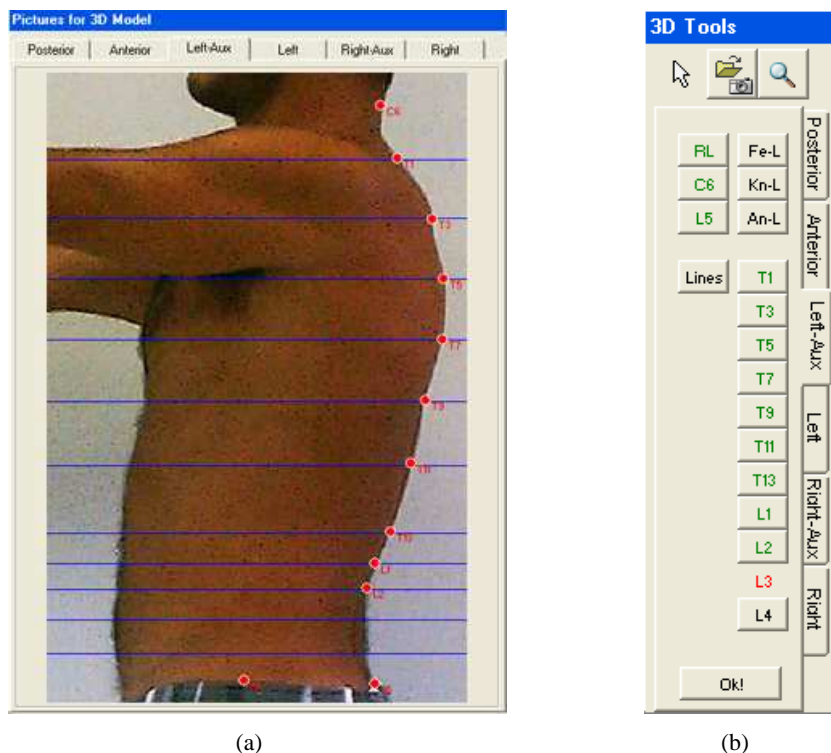 Pictures for 3D Model
Posterior Anterior Left-Aux Left Right-Aux Right
C6
T1
T3
T5
T7
T9
T11
L1
L2
(a)
3D Tools
RL Fe-L
C6 Kn-L
L5 An-L
Lines T1
T3
T5
T7
T9
T11
T13
L1
L2
L3
L4
Ok!
Posterior
Anterior
Left-Aux
Left
Right-Aux
Right
(b)